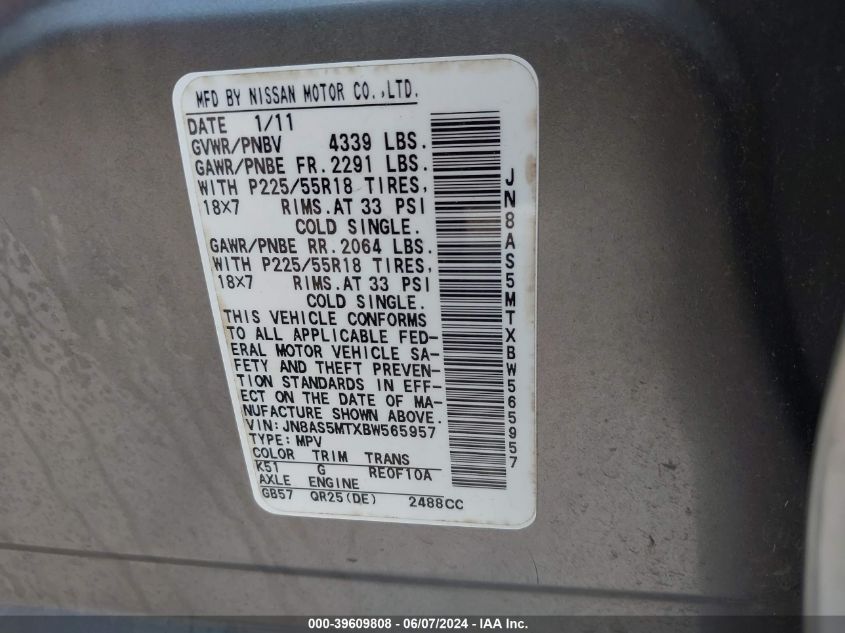 MFD BY NISSAN MOTOR CO.,LTD.
DATE 1/11
GVWR/PNBV 4339 LBS.
GAWR/PNBE FR. 2291 LBS.
WITH P225/55R18 TIRES,
18x7 RIMS. AT 33 PSI
COLD SINGLE.
GAWR/PNBE RR. 2064 LBS.
WITH P225/55R18 TIRES,
18x7 RIMS. AT 33 PSI
COLD SINGLE.
THIS VEHICLE CONFORMS
TO ALL APPLICABLE FED-
ERAL MOTOR VEHICLE SA-
FETY AND THEFT PREVEN-
TION STANDARDS IN EFF-
ECT ON THE DATE OF MA-
NUFACTURE SHOWN ABOVE.
VIN: JN8AS5MTXBW565957
TYPE: MPV
COLOR TRIM TRANS
K51 G RE0F10A
AXLE ENGINE
GB57 QR25(DE) 2488CC
JN8AS5MTXBW565957
000-39609808 - 06/07/2024 - IAA Inc.